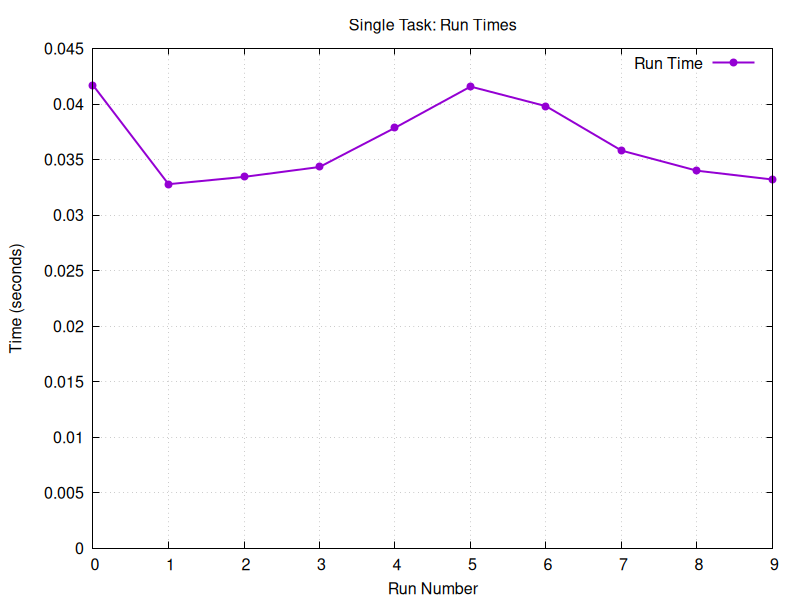 Single Task: Run Times
Run Time
0.045
0.04
0.035
0.03
0.025
0.02
0.015
0.01
0.005
0
Time (seconds)
0 1 2 3 4 5 6 7 8 9
Run Number